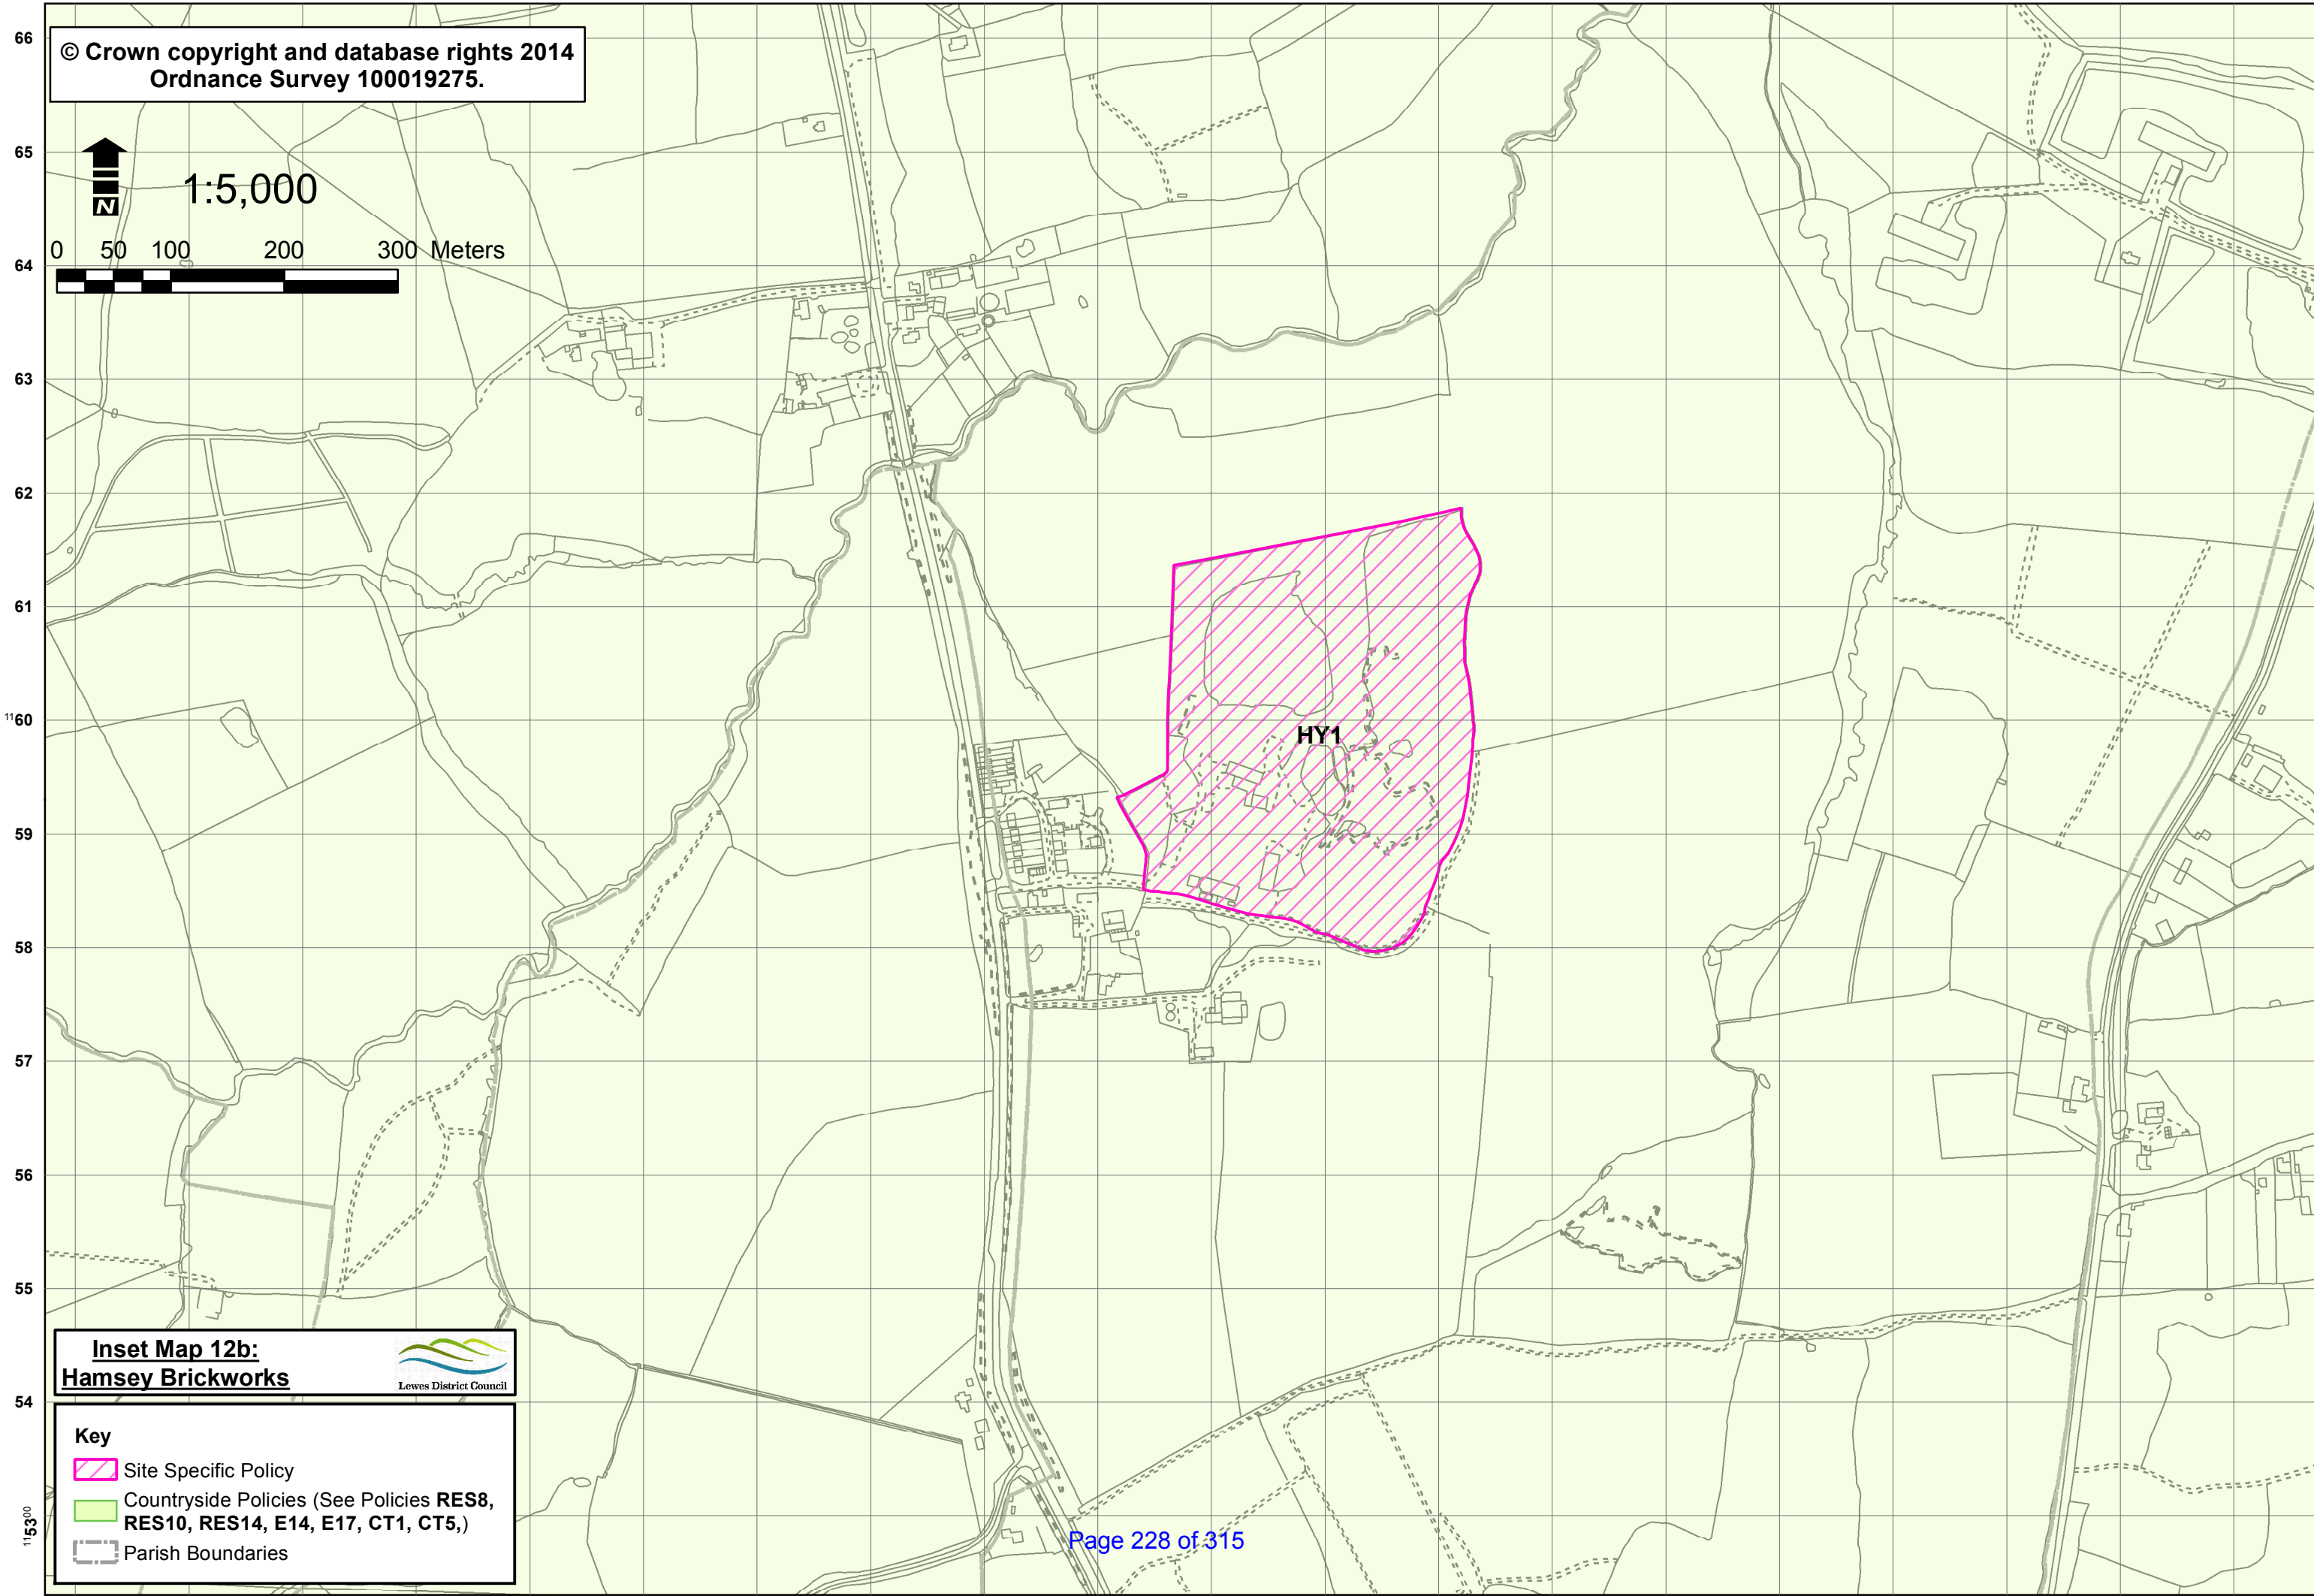 © Crown copyright and database rights 2014
Ordnance Survey 100019275.
N
1:5,000
0 50 100 200 300 Meters
66
65
64
63
62
61
1160
59
58
57
56
55
54
115300
HY1
Inset Map 12b:
Hamsey Brickworks
Lewes District Council
Key
Site Specific Policy
Countryside Policies (See Policies RES8,
RES10, RES14, E14, E17, CT1, CT5,)
Parish Boundaries
Page 228 of 315